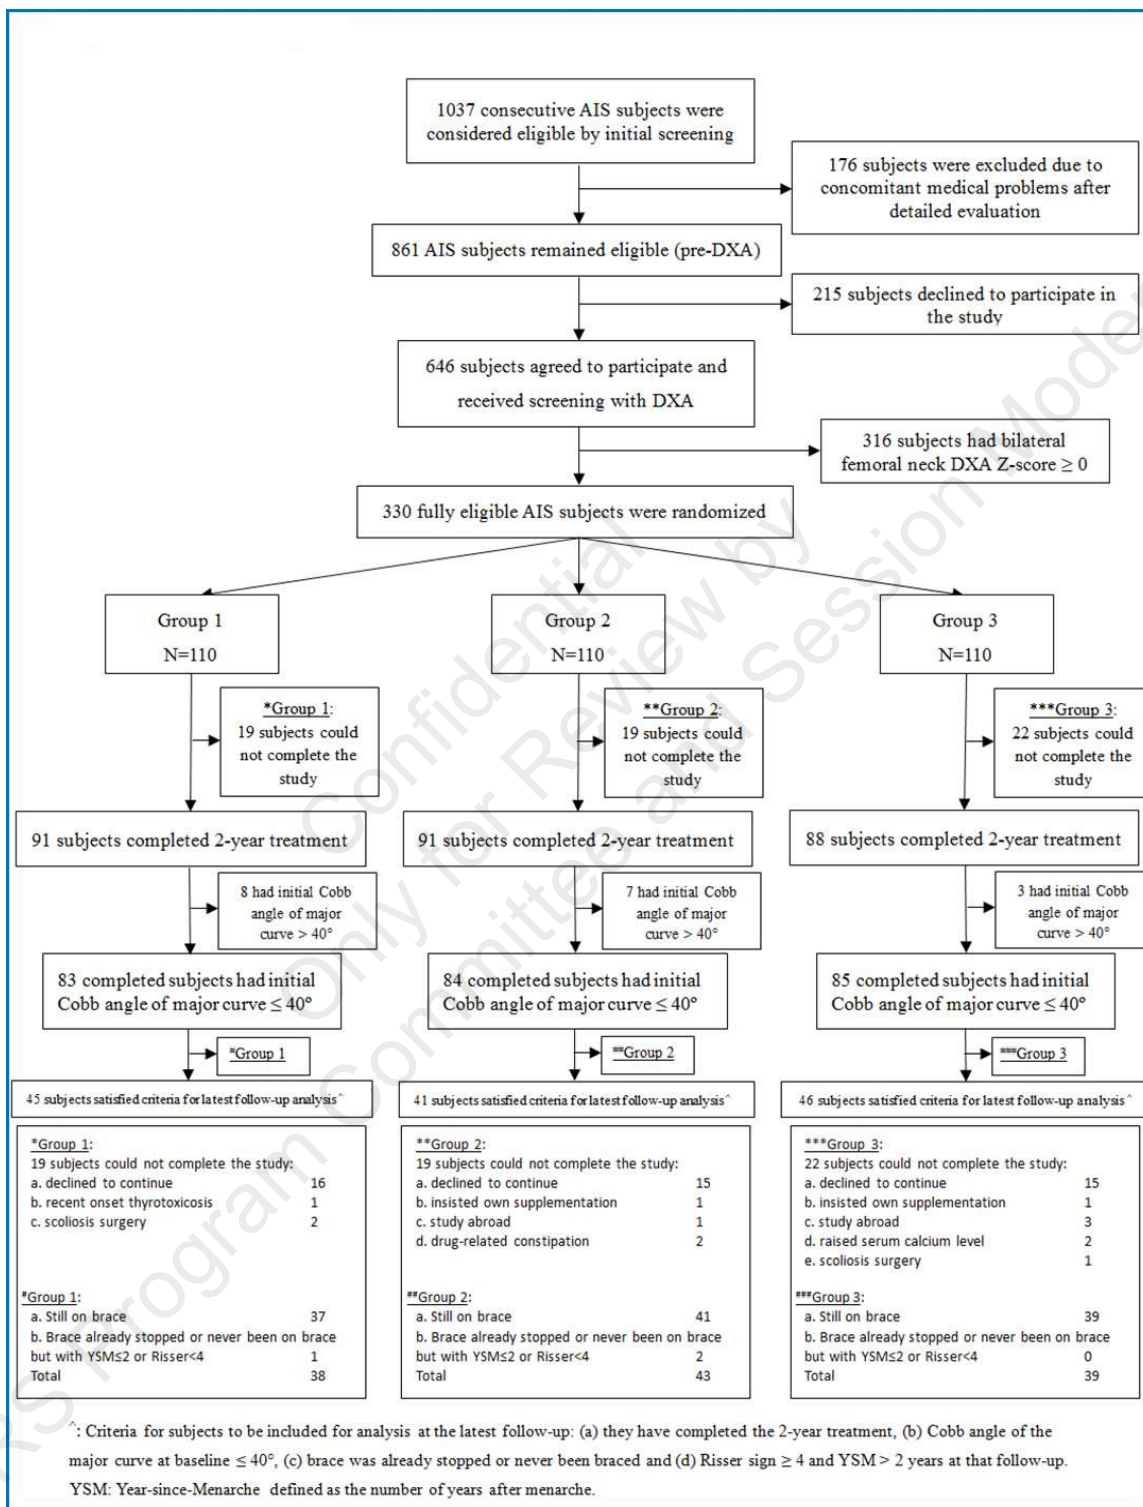 1037 consecutive AIS subjects were
considered eligible by initial screening
176 subjects were excluded due to
concomitant medical problems after
detailed evaluation
861 AIS subjects remained eligible (pre-DXA)
215 subjects declined to participate in
the study
646 subjects agreed to participate and
received screening with DXA
316 subjects had bilateral
femoral neck DXA Z-score ≥ 0
330 fully eligible AIS subjects were randomized
Group 1
N=110
Group 2
N=110
Group 3
N=110
*Group 1:
19 subjects could
not complete the
study
**Group 2:
19 subjects could
not complete the
study
***Group 3:
22 subjects could
not complete the
study
91 subjects completed 2-year treatment
91 subjects completed 2-year treatment
88 subjects completed 2-year treatment
8 had initial Cobb
angle of major
curve > 40°
7 had initial Cobb
angle of major
curve > 40°
3 had initial Cobb
angle of major
curve > 40°
83 completed subjects had initial
Cobb angle of major curve ≤ 40°
84 completed subjects had initial
Cobb angle of major curve ≤ 40°
85 completed subjects had initial
Cobb angle of major curve ≤ 40°
#Group 1
##Group 2
###Group 3
45 subjects satisfied criteria for latest follow-up analysis^
41 subjects satisfied criteria for latest follow-up analysis^
46 subjects satisfied criteria for latest follow-up analysis^
*Group 1:
19 subjects could not complete the study:
a. declined to continue 16
b. recent onset thyrotoxicosis 1
c. scoliosis surgery 2
#Group 1:
a. Still on brace 37
b. Brace already stopped or never been on brace
but with YSM≤2 or Risser<4 1
Total 38
**Group 2:
19 subjects could not complete the study:
a. declined to continue 15
b. insisted own supplementation 1
c. study abroad 1
d. drug-related constipation 2
##Group 2:
a. Still on brace 41
b. Brace already stopped or never been on brace
but with YSM≤2 or Risser<4 2
Total 43
***Group 3:
22 subjects could not complete the study:
a. declined to continue 15
b. insisted own supplementation 1
c. study abroad 3
d. raised serum calcium level 2
e. scoliosis surgery 1
###Group 3:
a. Still on brace 39
b. Brace already stopped or never been on brace
but with YSM≤2 or Risser<4 0
Total 39
^: Criteria for subjects to be included for analysis at the latest follow-up: (a) they have completed the 2-year treatment, (b) Cobb angle of the
major curve at baseline ≤ 40°, (c) brace was already stopped or never been braced and (d) Risser sign ≥ 4 and YSM > 2 years at that follow-up.
YSM: Year-since-Menarche defined as the number of years after menarche.
Confidential
Only for Review by
Program Committee and Session Moder